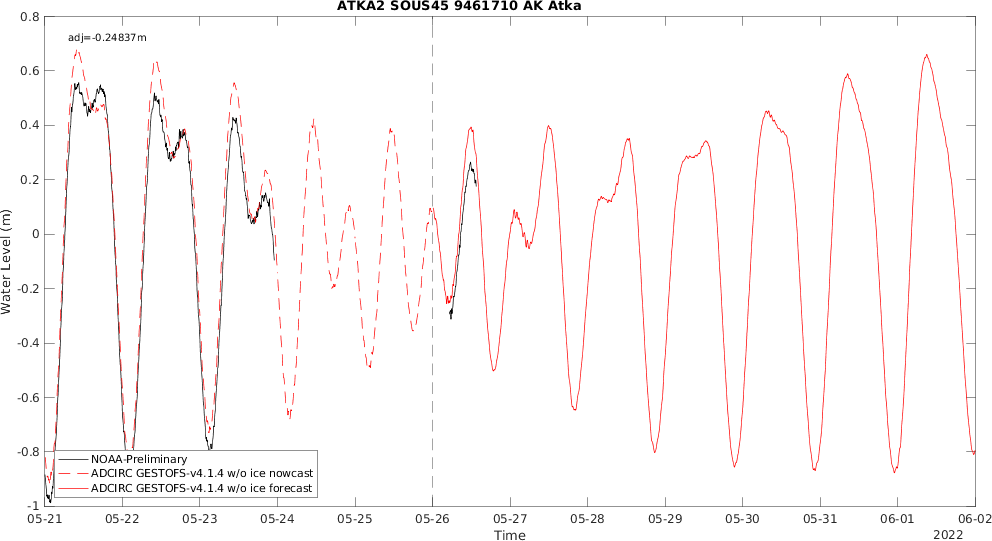 ATKA2 SOUS45 9461710 AK Atka
adj=-0.24837m
0.8
0.6
0.4
0.2
0
-0.2
-0.4
-0.6
-0.8
-1
Water Level (m)
NOAA-Preliminary
ADCIRC GESTOFS-v4.1.4 w/o ice nowcast
ADCIRC GESTOFS-v4.1.4 w/o ice forecast
05-21 05-22 05-23 05-24 05-25 05-26 05-27 05-28 05-29 05-30 05-31 06-01 06-02
Time
2022